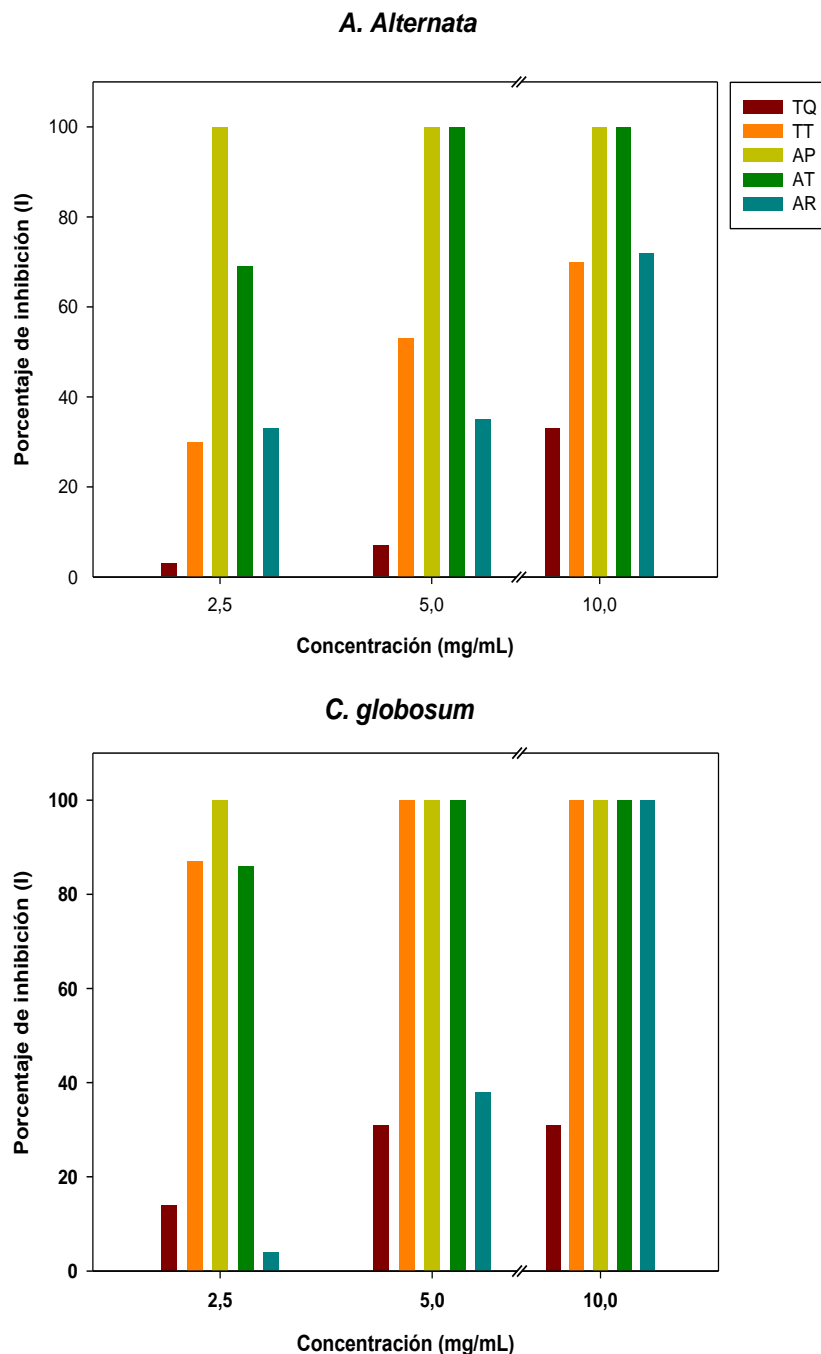 A. Alternata
TQ
TT
AP
AT
AR
Porcentaje de inhibición (I)
100
80
60
40
20
0
2,5 5,0 10,0
Concentración (mg/mL)
C. globosum
Porcentaje de inhibición (I)
100
80
60
40
20
0
2,5 5,0 10,0
Concentración (mg/mL)